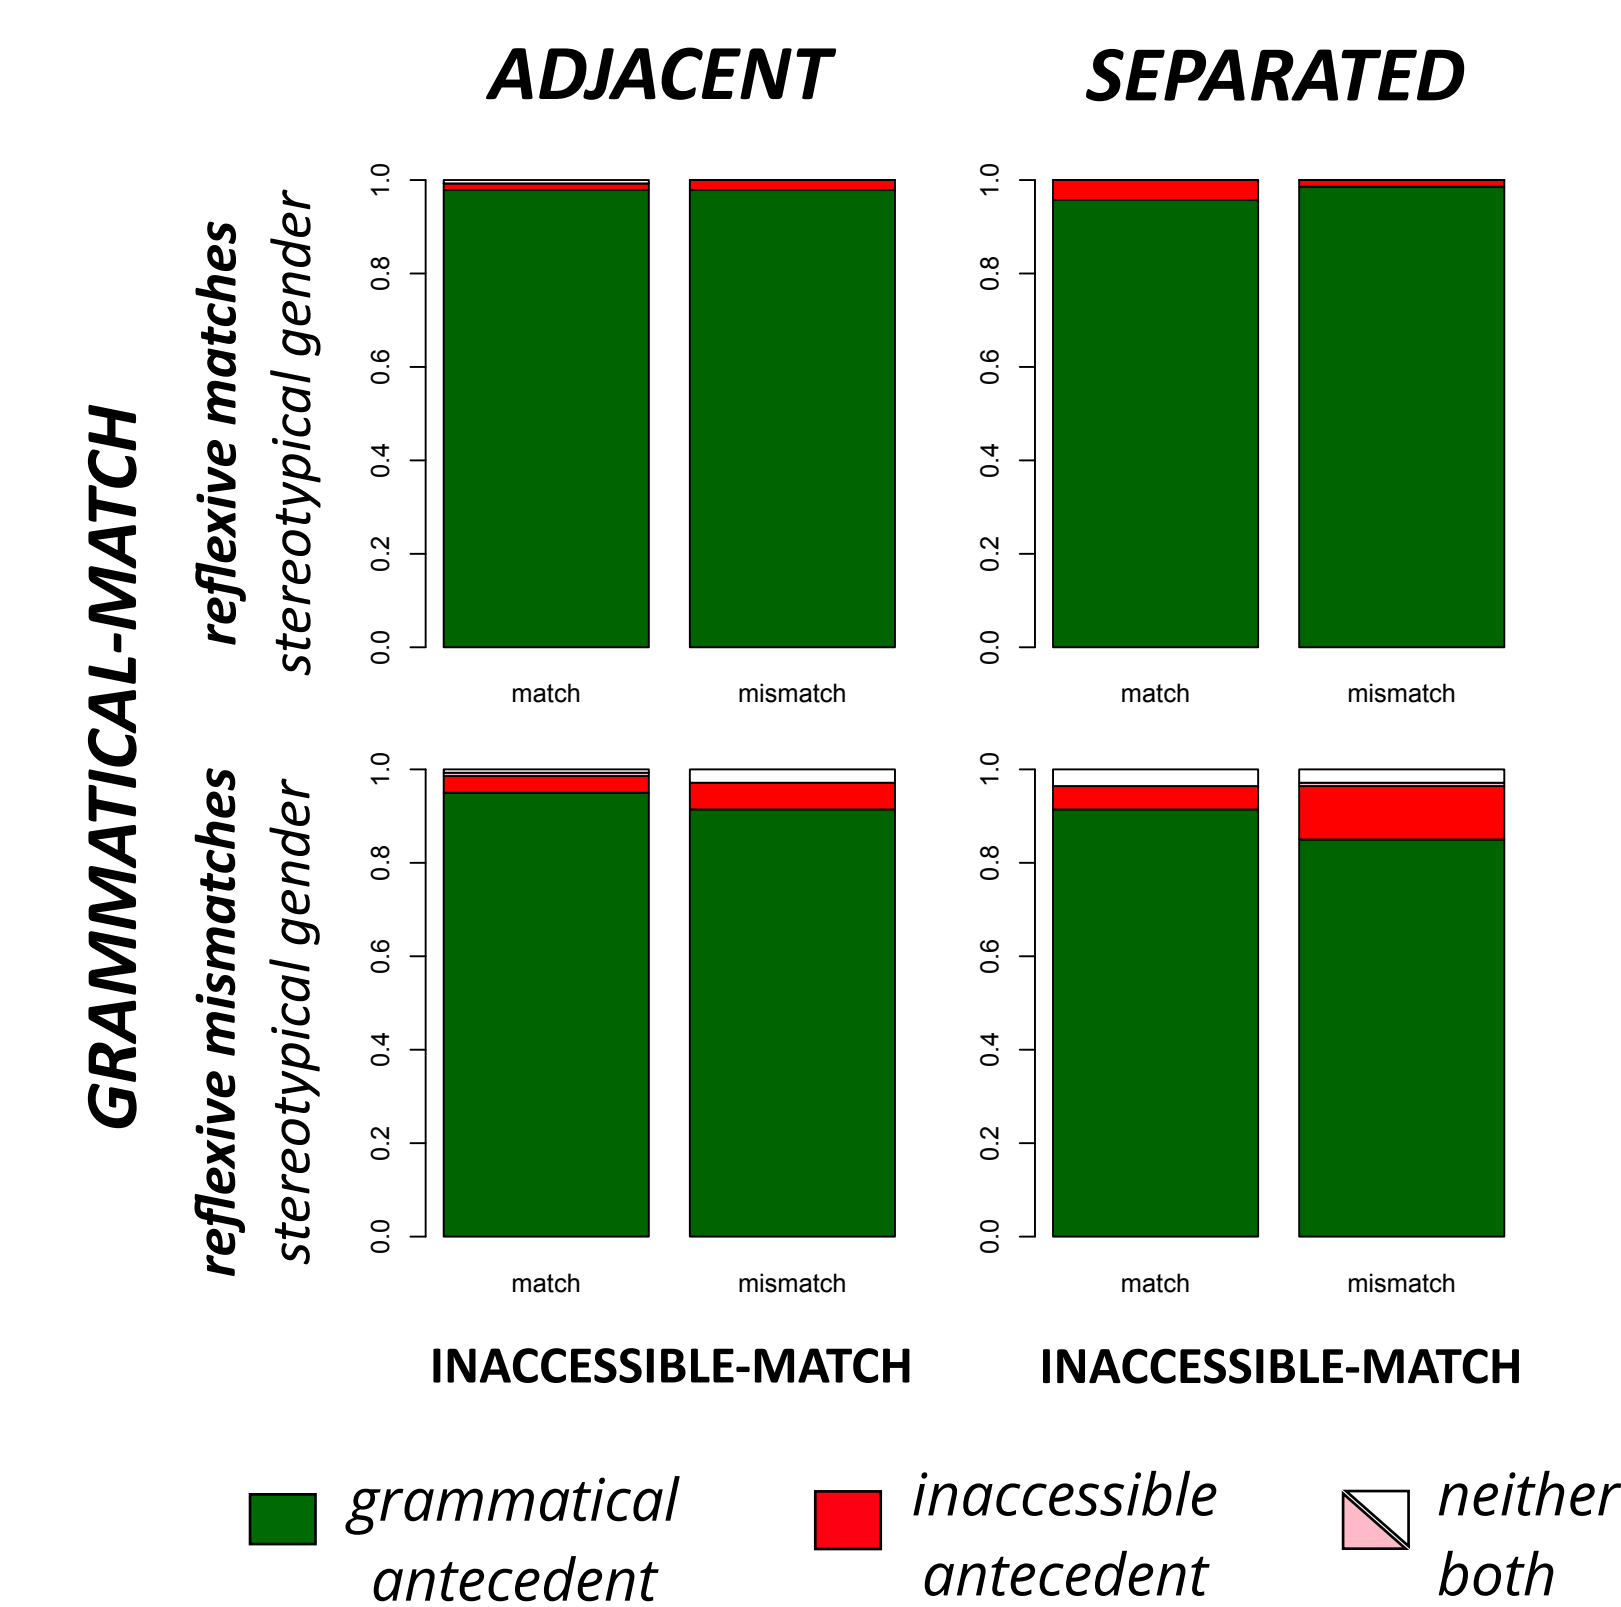 ADJACENT
SEPARATED
GRAMMATICAL-MATCH
reflexive matches
stereotypical gender
1.0
0.8
0.6
0.4
0.2
0.0
match
mismatch
1.0
0.8
0.6
0.4
0.2
0.0
match
mismatch
reflexive mismatches
stereotypical gender
1.0
0.8
0.6
0.4
0.2
0.0
match
mismatch
1.0
0.8
0.6
0.4
0.2
0.0
match
mismatch
INACCESSIBLE-MATCH
INACCESSIBLE-MATCH
grammatical
antecedent
inaccessible
antecedent
neither
both